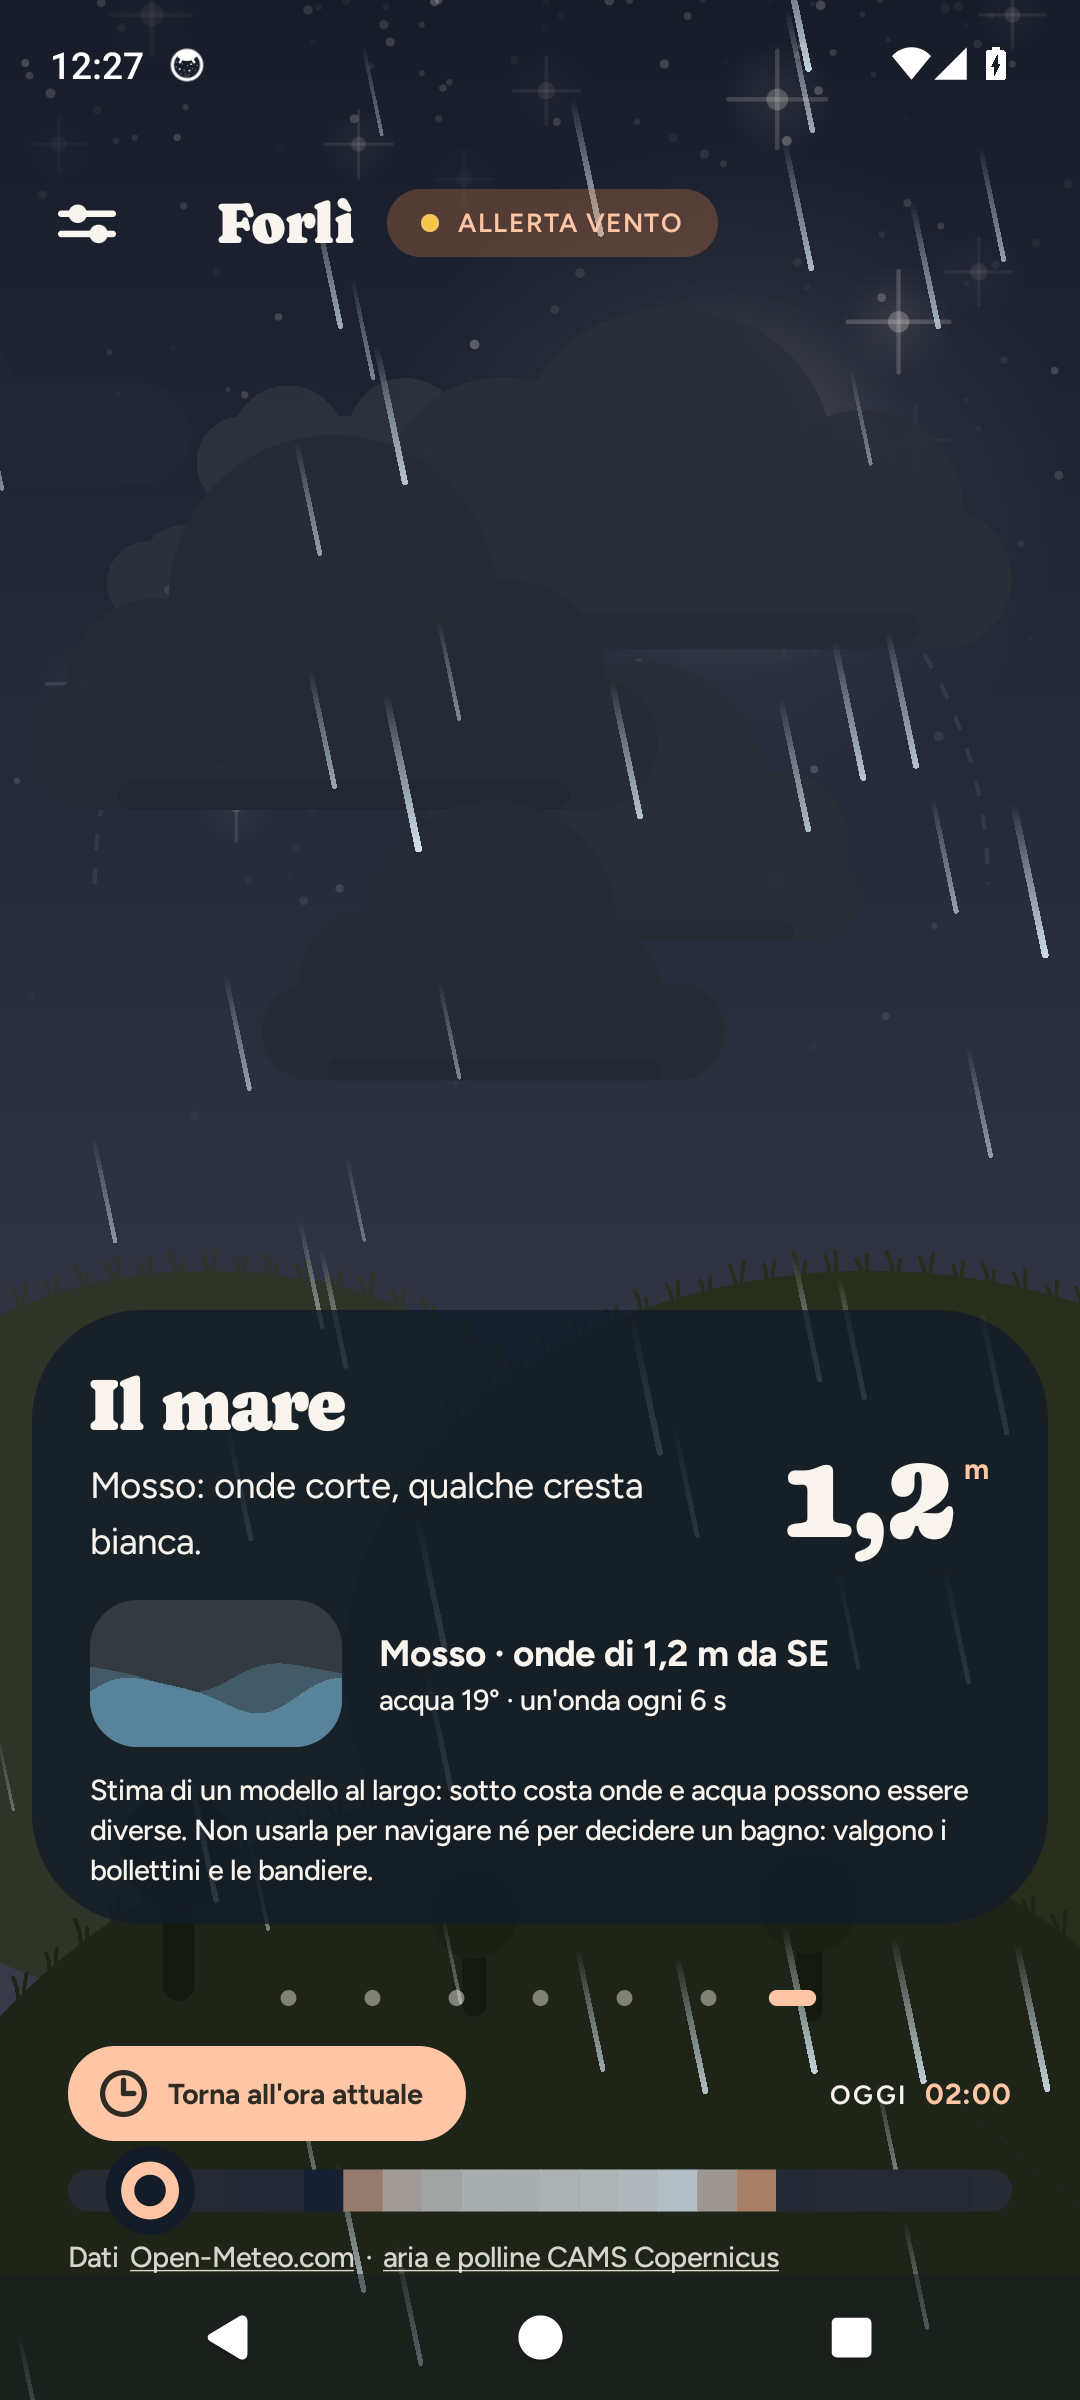 12:27
Forlì
ALLERTA VENTO
Il mare
Mosso: onde corte, qualche cresta
bianca.
1,2 m
Mosso · onde di 1,2 m da SE
acqua 19° · un'onda ogni 6 s
Stima di un modello al largo: sotto costa onde e acqua possono essere
diverse. Non usarla per navigare né per decidere un bagno: valgono i
bollettini e le bandiere.
Torna all'ora attuale
OGGI 02:00
Dati Open-Meteo.com · aria e polline CAMS Copernicus